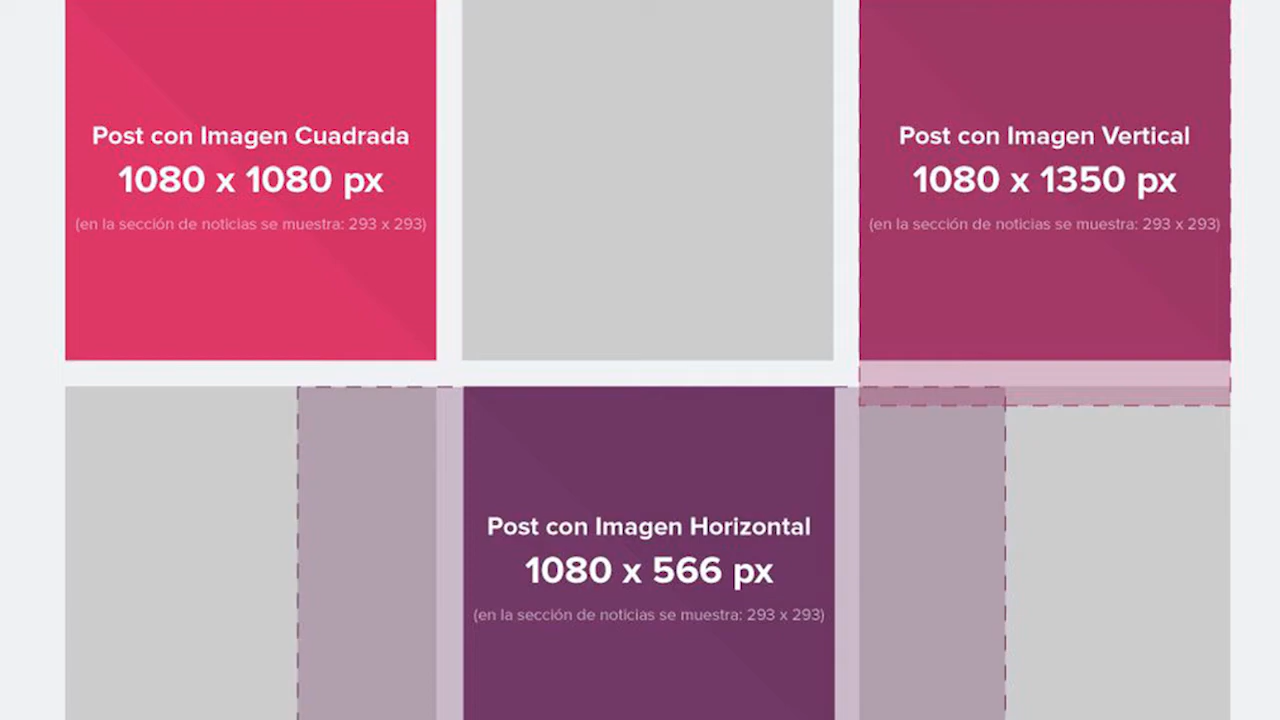 Post con Imagen Cuadrada
1080 x 1080 px
(en la sección de noticias se muestra: 293 x 293)
Post con Imagen Vertical
1080 x 1350 px
(en la sección de noticias se muestra: 293 x 293)
Post con Imagen Horizontal
1080 x 566 px
(en la sección de noticias se muestra: 293 x 293)